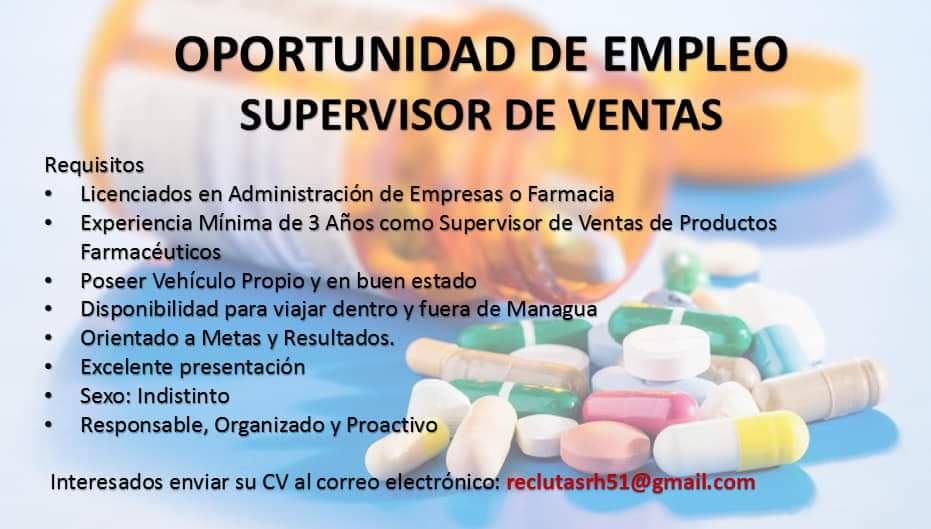 OPORTUNIDAD DE EMPLEO
SUPERVISOR DE VENTAS
Requisitos
• Licenciados en Administración de Empresas o Farmacia
• Experiencia Mínima de 3 Años como Supervisor de Ventas de Productos
Farmacéuticos
• Poseer Vehículo Propio y en buen estado
• Disponibilidad para viajar dentro y fuera de Managua
• Orientado a Metas y Resultados.
• Excelente presentación
• Sexo: Indistinto
• Responsable, Organizado y Proactivo
Interesados enviar su CV al correo electrónico: reclutasrh51@gmail.com